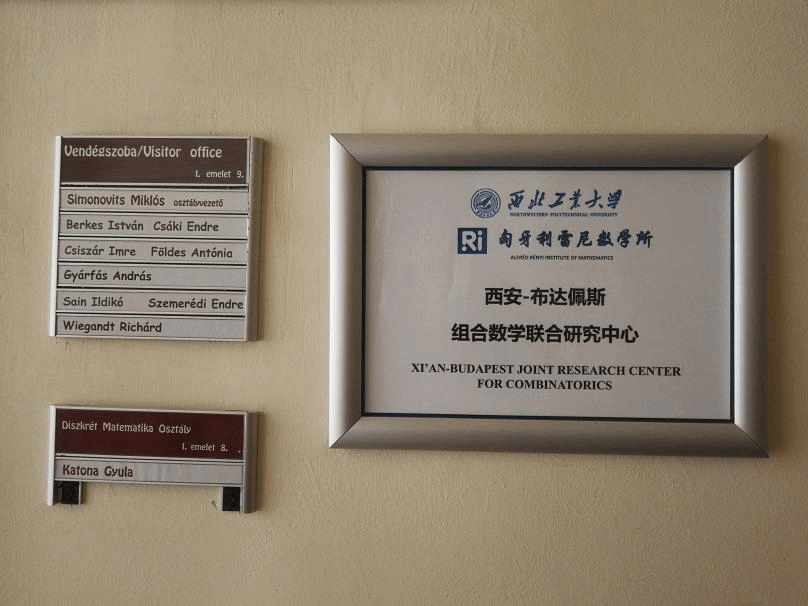 Vendégszoba/Visitor office
I. emelet 9.
Simonovits Miklós osztályvezető
Berkes István Csáki Endre
Csiszár Imre Földes Antónia
Gyárfás András
Sain Ildikó Szemerédi Endre
Wiegandt Richárd
Diszkrét Matematika Osztály
I. emelet 8.
Katona Gyula
西北工业大学
NORTHWESTERN POLYTECHNICAL UNIVERSITY
Ri 匈牙利雷尼数学所
ALFRÉD RÉNYI INSTITUTE OF MATHEMATICS
西安-布达佩斯
组合数学联合研究中心
XI'AN-BUDAPEST JOINT RESEARCH CENTER
FOR COMBINATORICS